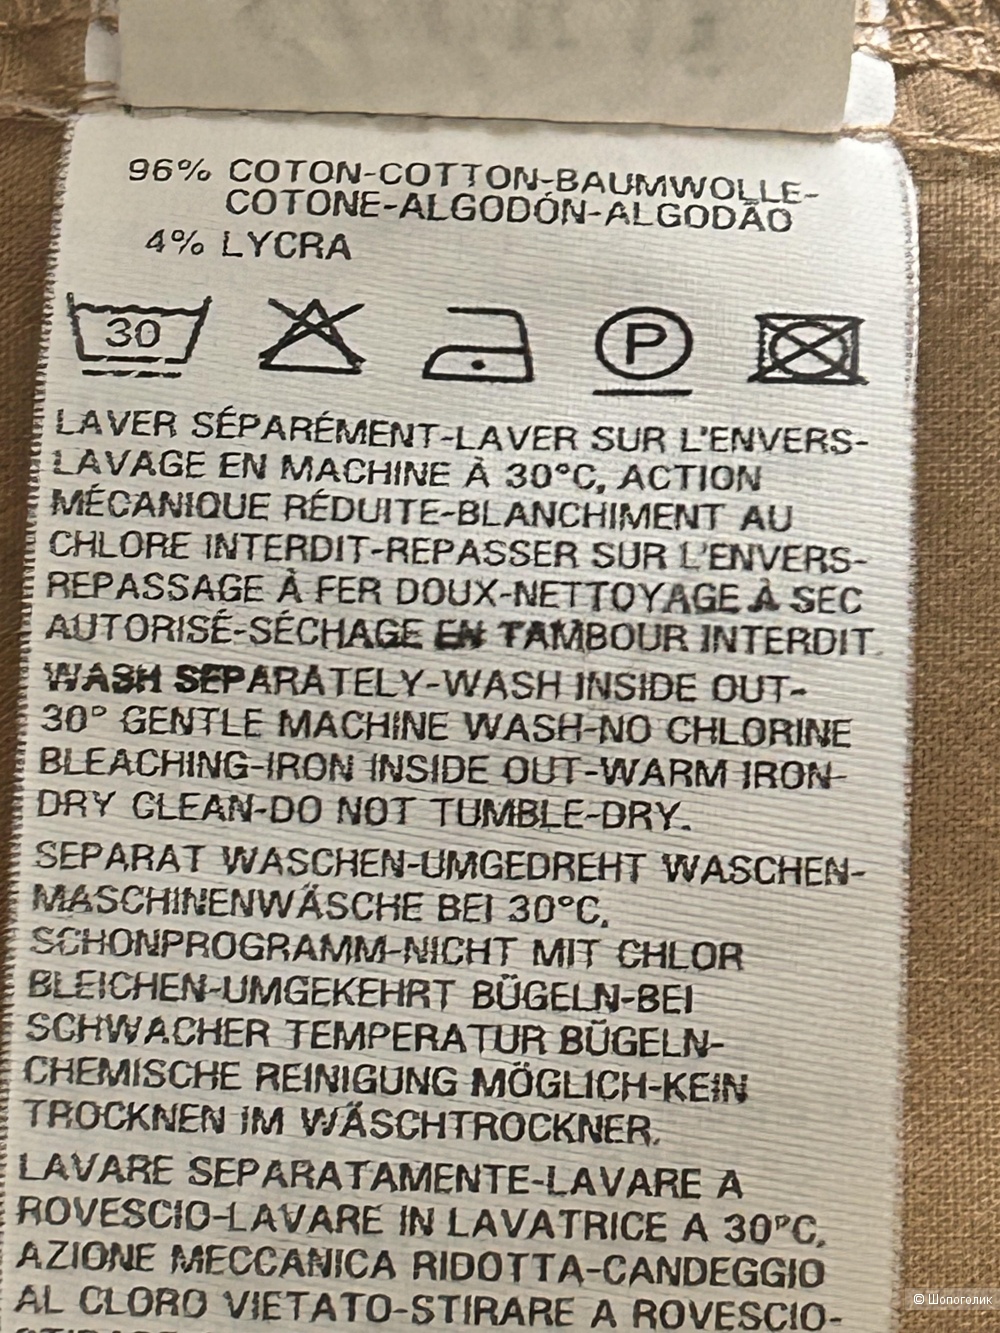 96% COTON-COTTON-BAUMWOLLE-
COTONE-ALGODÓN-ALGODÃO
4% LYCRA
30
P
LAVER SÉPARÉMENT-LAVER SUR L'ENVERS-
LAVAGE EN MACHINE À 30°C, ACTION
MÉCANIQUE RÉDUITE-BLANCHIMENT AU
CHLORE INTERDIT-REPASSER SUR L'ENVERS-
REPASSAGE À FER DOUX-NETTOYAGE À SEC
AUTORISÉ-SÉCHAGE EN TAMBOUR INTERDIT.
WASH SEPARATELY-WASH INSIDE OUT-
30° GENTLE MACHINE WASH-NO CHLORINE
BLEACHING-IRON INSIDE OUT-WARM IRON-
DRY CLEAN-DO NOT TUMBLE-DRY.
SEPARAT WASCHEN-UMGEDREHT WASCHEN-
MASCHINENWÄSCHE BEI 30°C,
SCHONPROGRAMM-NICHT MIT CHLOR
BLEICHEN-UMGEKEHRT BÜGELN-BEI
SCHWACHER TEMPERATUR BÜGELN-
CHEMISCHE REINIGUNG MÖGLICH-KEIN
TROCKNEN IM WÄSCHTROCKNER.
LAVARE SEPARATAMENTE-LAVARE A
ROVESCIO-LAVARE IN LAVATRICE A 30°C,
AZIONE MECCANICA RIDOTTA-CANDEGGIO
AL CLORO VIETATO-STIRARE A ROVESCIO-
© Шопоголик